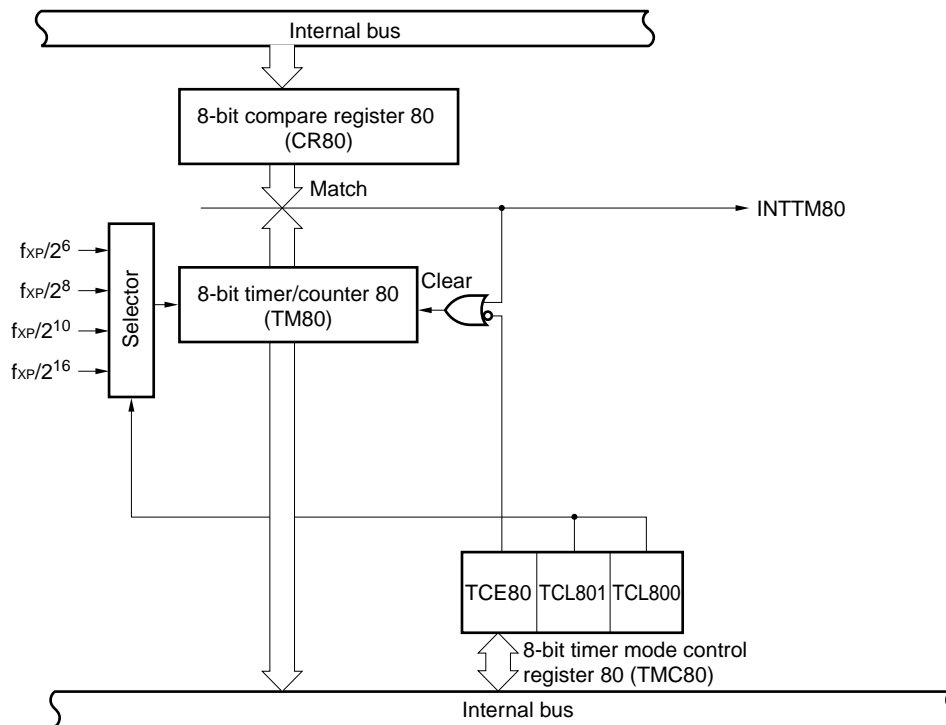 Internal bus
8-bit compare register 80
(CR80)
Match
INTTM80
fXP/2^6
fXP/2^8
fXP/2^10
fXP/2^16
Selector
8-bit timer/counter 80
(TM80)
Clear
TCE80
TCL801
TCL800
8-bit timer mode control
register 80 (TMC80)
Internal bus